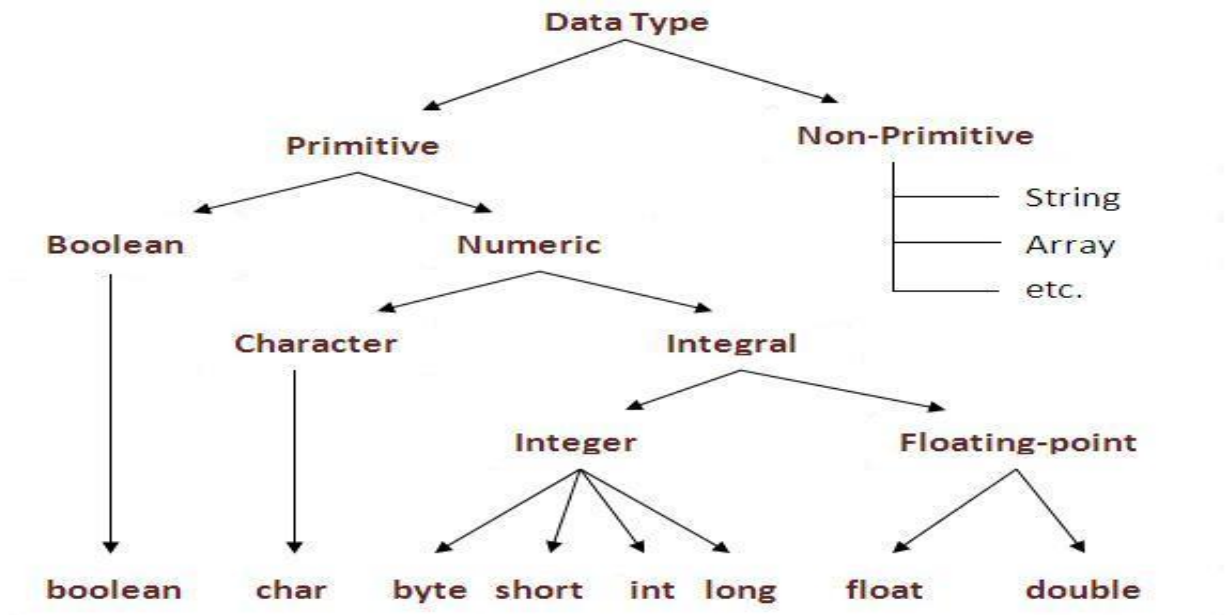 Data Type
Primitive
Non-Primitive
String
Array
etc.
Boolean
Numeric
Character
Integral
Integer
Floating-point
boolean
char
byte
short
int
long
float
double